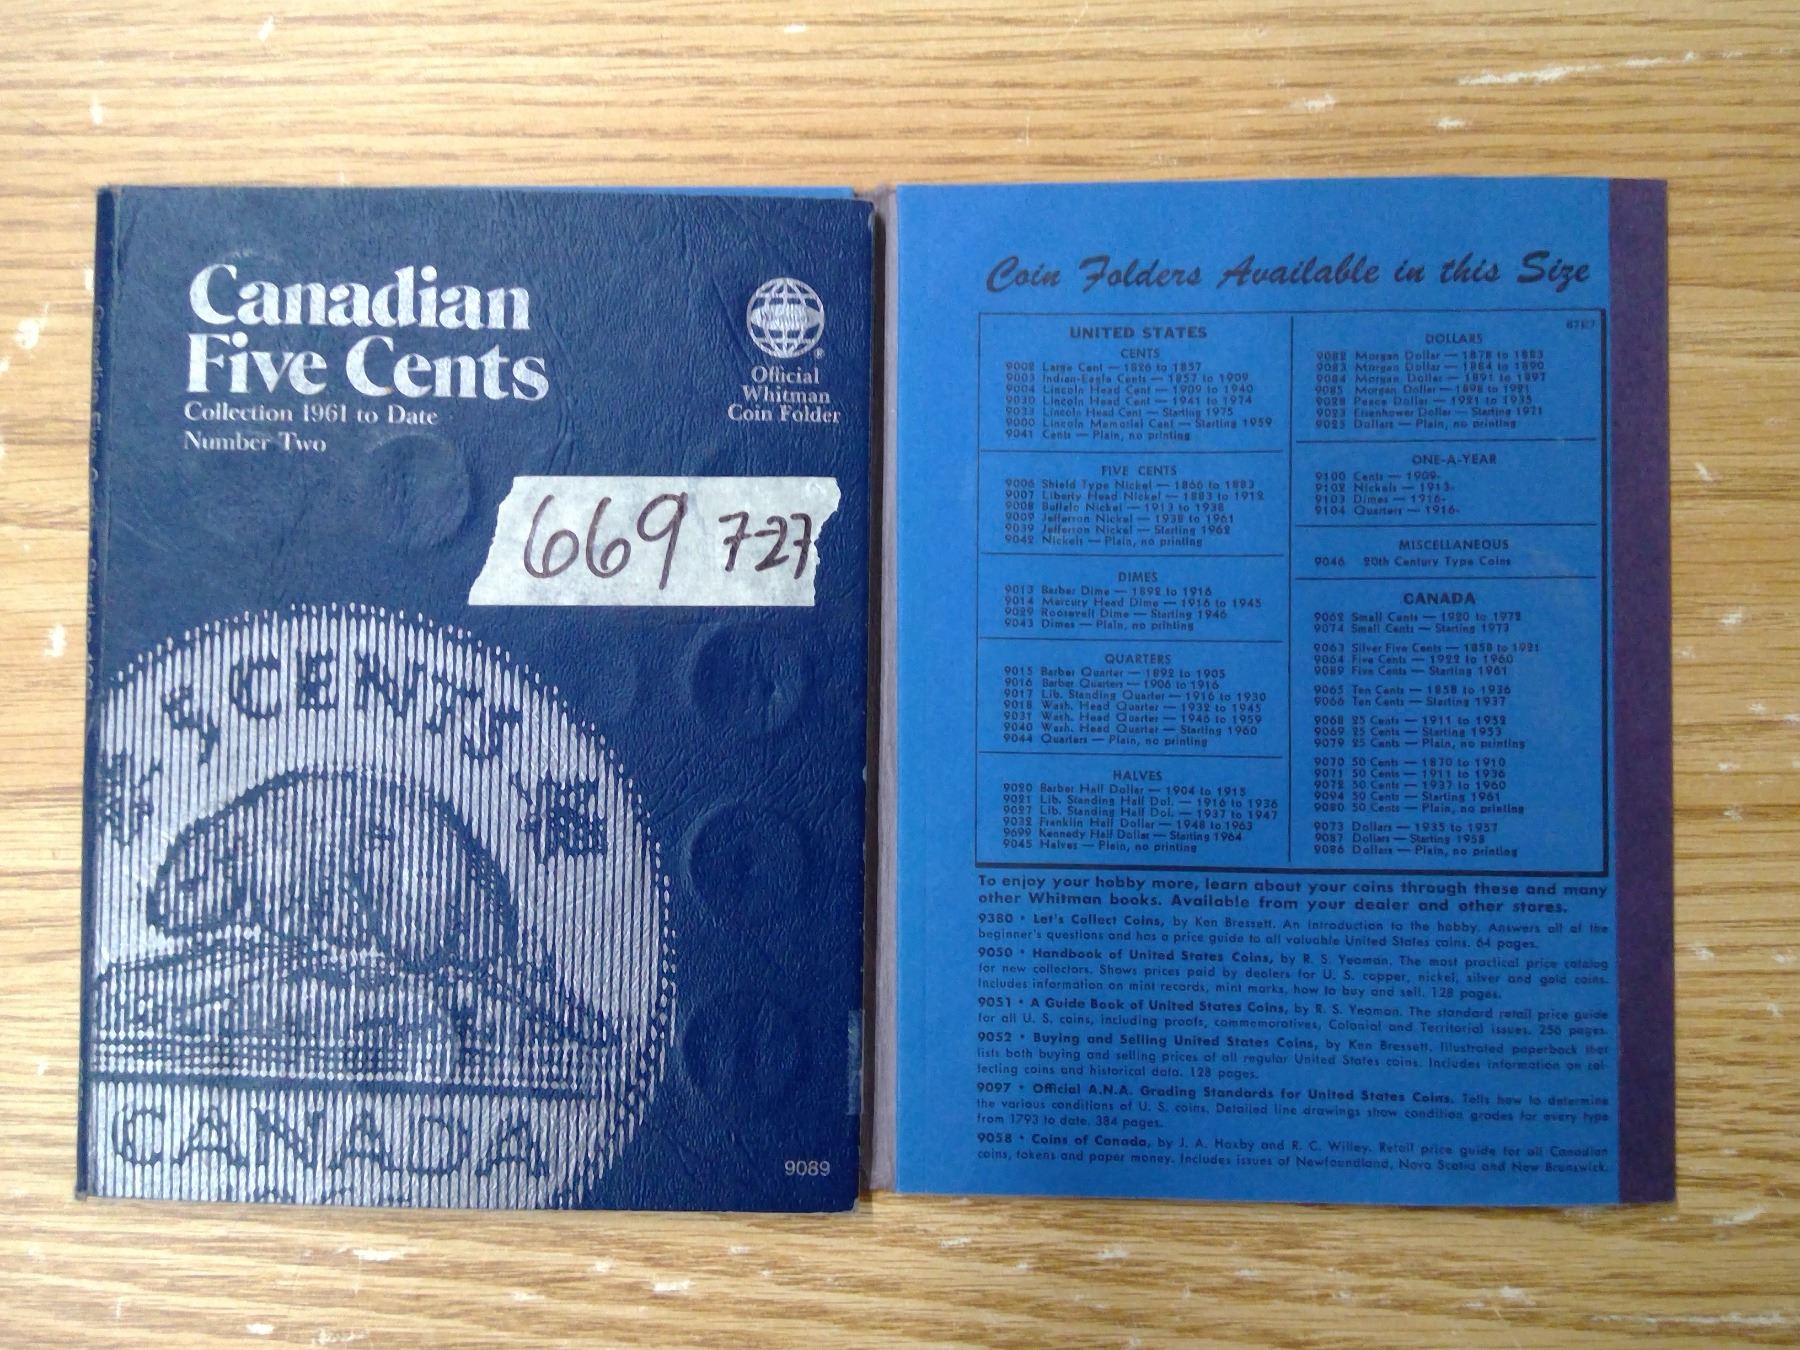 Canadian
Five Cents
Collection 1961 to Date
Number Two
®
Official
Whitman
Coin Folder
669 727
5 CENTS
CANADA
9089
Coin Folders Available in this Size
UNITED STATES
CENTS
Large Cent — 1826 to 1857
Indian-Eagle Cents — 1857 to 1909
9004 Lincoln Head Cent — 1909 to 1940
9030 Lincoln Head Cent — 1941 to 1974
9033 Lincoln Head Cent — Starting 1975
9000 Lincoln Memorial Cent — Starting 1959
9041 Cents — Plain, no printing
FIVE CENTS
9006 Shield Type Nickel — 1866 to 1883
9007 Liberty Head Nickel — 1883 to 1912
9008 Buffalo Nickel — 1913 to 1938
9009 Jefferson Nickel — 1938 to 1961
9039 Jefferson Nickel — Starting 1962
9042 Nickels — Plain, no printing
DIMES
9013 Barber Dime — 1892 to 1916
9014 Mercury Head Dime — 1916 to 1945
9029 Roosevelt Dime — Starting 1946
9043 Dimes — Plain, no printing
QUARTERS
9015 Barber Quarter — 1892 to 1905
9016 Barber Quarters — 1906 to 1916
9017 Lib. Standing Quarter — 1916 to 1930
9018 Wash. Head Quarter — 1932 to 1945
9031 Wash. Head Quarter — 1946 to 1959
9040 Wash. Head Quarter — Starting 1960
9044 Quarters — Plain, no printing
HALVES
9020 Barber Half Dollar — 1904 to 1915
9021 Lib. Standing Half Dol. — 1916 to 1936
9027 Lib. Standing Half Dol. — 1937 to 1947
9032 Franklin Half Dollar — 1948 to 1963
9699 Kennedy Half Dollar — Starting 1964
9045 Halves — Plain, no printing
DOLLARS
9082 Morgan Dollar — 1878 to 1883
9083 Morgan Dollar — 1884 to 1890
9084 Morgan Dollar — 1891 to 1897
9085 Morgan Dollar — 1898 to 1921
9028 Peace Dollar — 1921 to 1935
9023 Eisenhower Dollar — Starting 1971
9025 Dollars — Plain, no printing
ONE-A-YEAR
9100 Cents — 1909-
9102 Nickels — 1913-
9103 Dimes — 1916-
9104 Quarters — 1916-
MISCELLANEOUS
9046 20th Century Type Coins
CANADA
9062 Small Cents — 1920 to 1972
9074 Small Cents — Starting 1973
9063 Silver Five Cents — 1858 to 1921
9064 Five Cents — 1922 to 1960
9089 Five Cents — Starting 1961
9065 Ten Cents — 1858 to 1936
9066 Ten Cents — Starting 1937
9068 25 Cents — 1911 to 1952
9069 25 Cents — Starting 1953
9079 25 Cents — Plain, no printing
9070 50 Cents — 1870 to 1910
9071 50 Cents — 1911 to 1936
9072 50 Cents — 1937 to 1960
9094 50 Cents — Starting 1961
9080 50 Cents — Plain, no printing
9073 Dollars — 1935 to 1957
9087 Dollars — Starting 1958
9086 Dollars — Plain, no printing
To enjoy your hobby more, learn about your coins through these and many
other Whitman books. Available from your dealer and other stores.
9380 • Let's Collect Coins, by Ken Bressett. An introduction to the hobby. Answers all of the
beginner's questions and has a price guide to all valuable United States coins. 64 pages.
9050 • Handbook of United States Coins, by R. S. Yeoman. The most practical price catalog
for new collectors. Shows prices paid by dealers for U. S. copper, nickel, silver and gold coins.
Includes information on mint records, mint marks, how to buy and sell. 128 pages.
9051 • A Guide Book of United States Coins, by R. S. Yeoman. The standard retail price guide
for all U. S. coins, including proofs, commemoratives, Colonial and Territorial issues. 256 pages.
9052 • Buying and Selling United States Coins, by Ken Bressett. Illustrated paperback that
lists both buying and selling prices of all regular United States coins. Includes information on col-
lecting coins and historical data. 128 pages.
9097 • Official A.N.A. Grading Standards for United States Coins. Tells how to determine
the various conditions of U. S. coins. Detailed line drawings show condition grades for every type
from 1793 to date. 384 pages.
9058 • Coins of Canada, by J. A. Haxby and R. C. Willey. Retail price guide for all Canadian
coins, tokens and paper money. Includes issues of Newfoundland, Nova Scotia and New Brunswick.